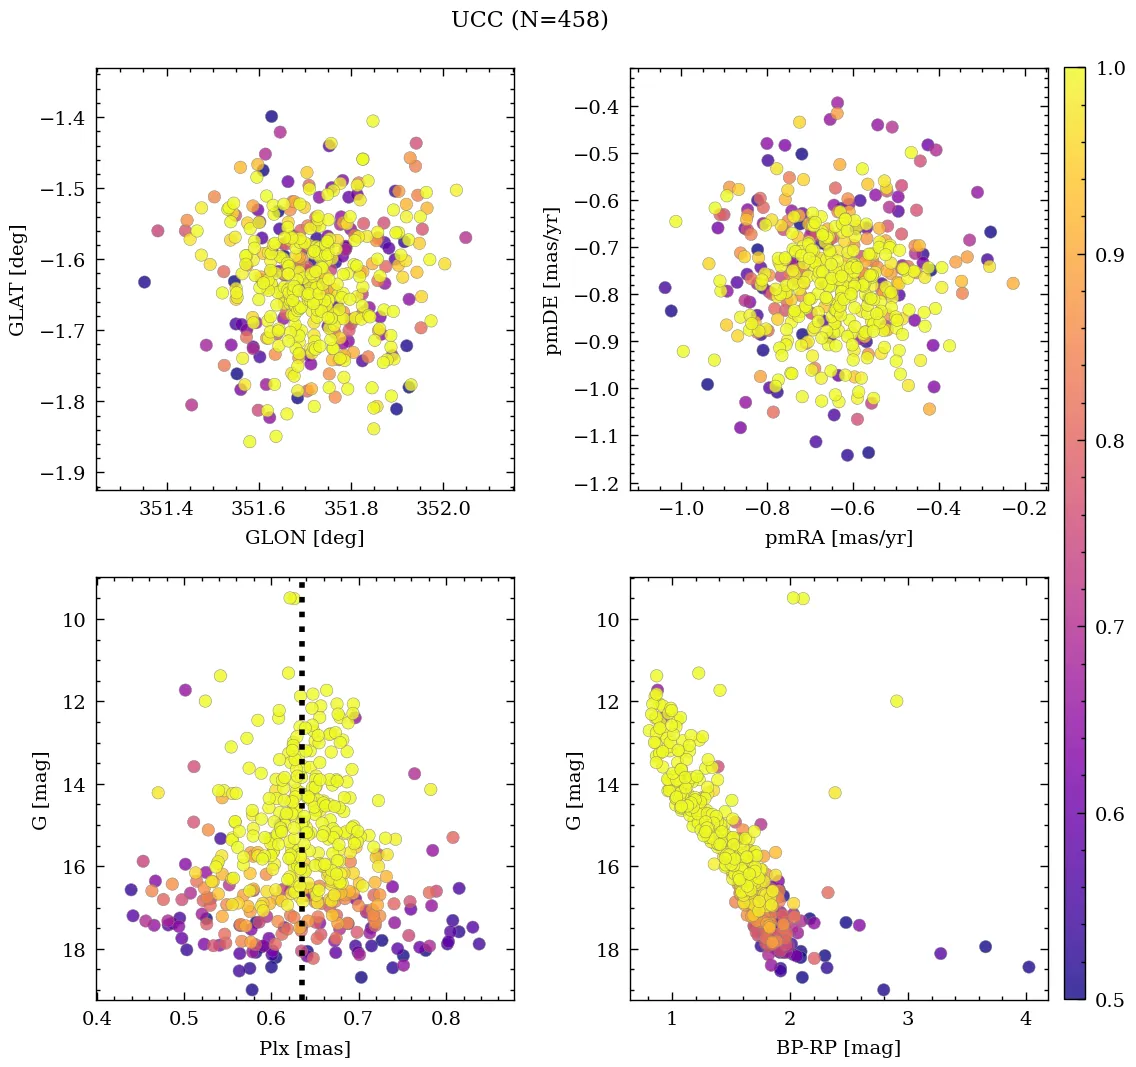 UCC (N=458)
−1.4
−1.5
−1.6
−1.7
−1.8
−1.9
GLAT [deg]
351.4 351.6 351.8 352.0
GLON [deg]
−0.4
−0.5
−0.6
−0.7
−0.8
−0.9
−1.0
−1.1
−1.2
pmDE [mas/yr]
−1.0 −0.8 −0.6 −0.4 −0.2
pmRA [mas/yr]
10
12
14
16
18
G [mag]
0.4 0.5 0.6 0.7 0.8
Plx [mas]
10
12
14
16
18
G [mag]
1 2 3 4
BP-RP [mag]
1.0
0.9
0.8
0.7
0.6
0.5